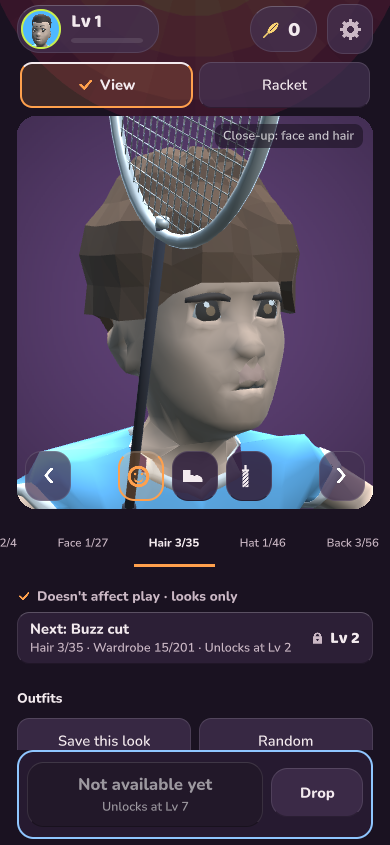 Lv 1
0
View
Racket
Close-up: face and hair
2/4
Face 1/27
Hair 3/35
Hat 1/46
Back 3/56
Doesn't affect play · looks only
Next: Buzz cut
Hair 3/35 · Wardrobe 15/201 · Unlocks at Lv 2
Lv 2
Outfits
Save this look
Random
Not available yet
Unlocks at Lv 7
Drop